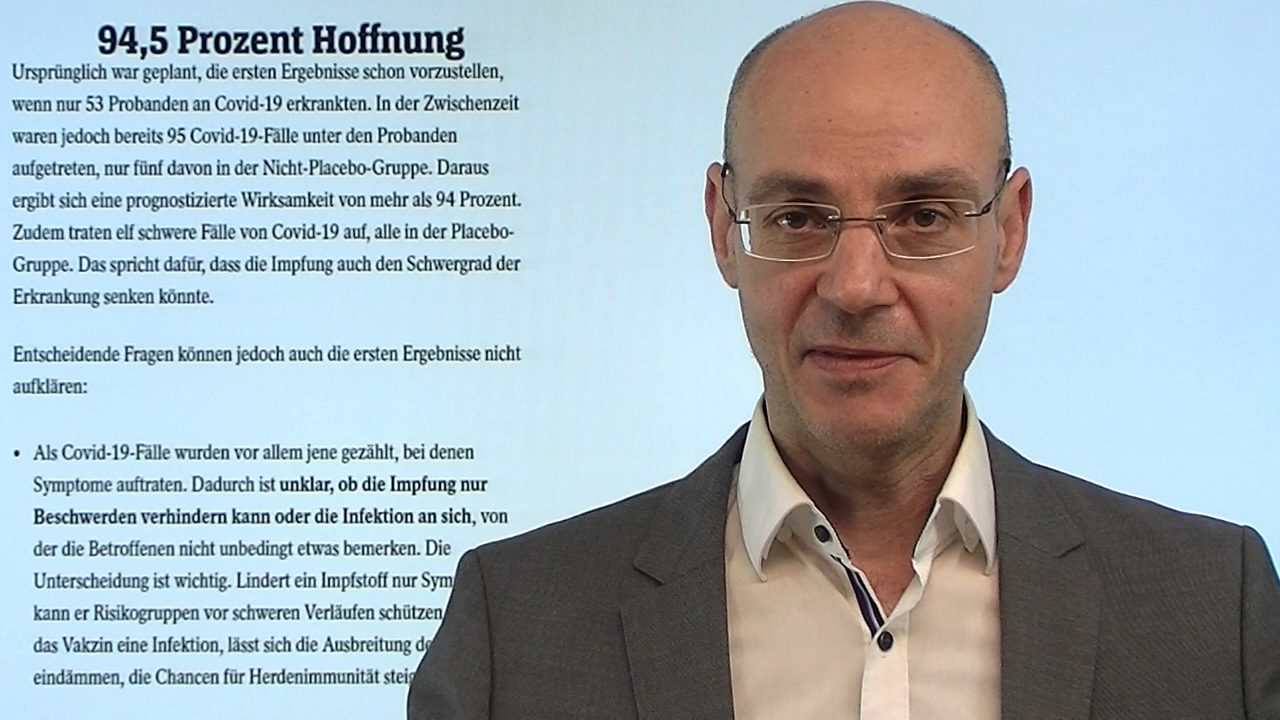 94,5 Prozent Hoffnung
Ursprünglich war geplant, die ersten Ergebnisse schon vorzustellen,
wenn nur 53 Probanden an Covid-19 erkrankten. In der Zwischenzeit
waren jedoch bereits 95 Covid-19-Fälle unter den Probanden
aufgetreten, nur fünf davon in der Nicht-Placebo-Gruppe. Daraus
ergibt sich eine prognostizierte Wirksamkeit von mehr als 94 Prozent.
Zudem traten elf schwere Fälle von Covid-19 auf, alle in der Placebo-
Gruppe. Das spricht dafür, dass die Impfung auch den Schwergrad der
Erkrankung senken könnte.
Entscheidende Fragen können jedoch auch die ersten Ergebnisse nicht
aufklären:
• Als Covid-19-Fälle wurden vor allem jene gezählt, bei denen
Symptome auftraten. Dadurch ist unklar, ob die Impfung nur
Beschwerden verhindern kann oder die Infektion an sich, von
der die Betroffenen nicht unbedingt etwas bemerken. Die
Unterscheidung ist wichtig. Lindert ein Impfstoff nur
kann er Risikogruppen vor schweren Verläufen schützen
das Vakzin eine Infektion, lässt sich die Ausbreitung
eindämmen, die Chancen für Herdenimmunität